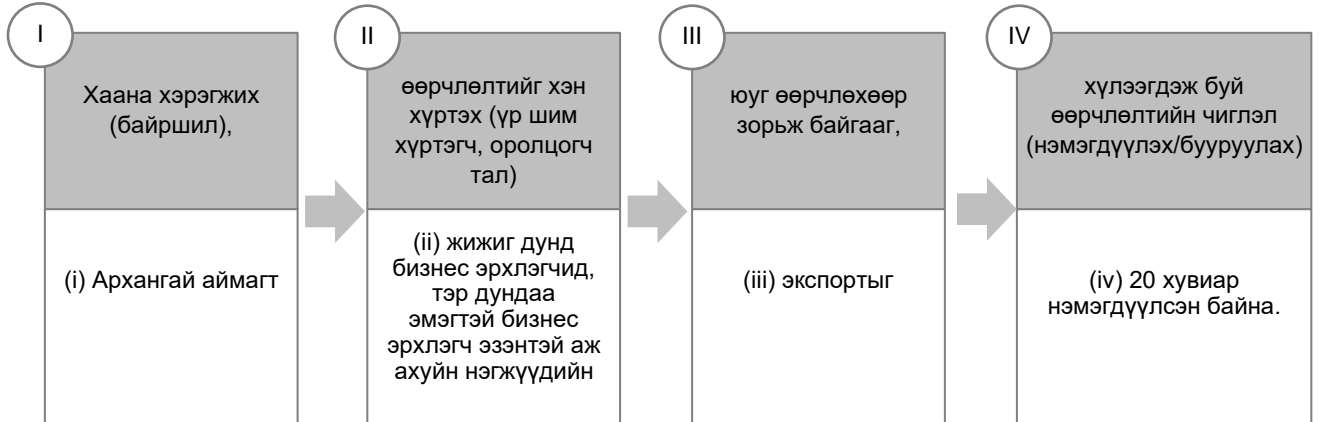 I
Хаана хэрэгжих
(байршил),
(i) Архангай аймагт
II
өөрчлөлтийг хэн
хүртэх (үр шим
хүртэгч, оролцогч
тал)
(ii) жижиг дунд
бизнес эрхлэгчид,
тэр дундаа
эмэгтэй бизнес
эрхлэгч эзэнтэй аж
ахуйн нэгжүүдийн
III
юуг өөрчлөхөөр
зорьж байгааг,
(iii) экспортыг
IV
хүлээгдэж буй
өөрчлөлтийн чиглэл
(нэмэгдүүлэх/бууруулах)
(iv) 20 хувиар
нэмэгдүүлсэн байна.